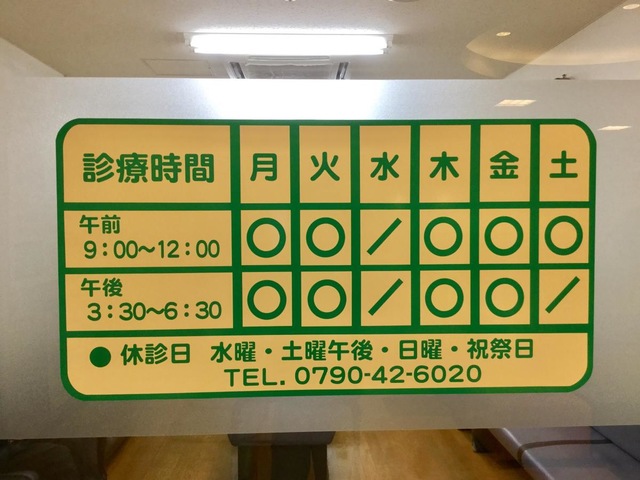 診療時間 月 火 水 木 金 土
午前
9:00〜12:00 ○ ○ / ○ ○ ○
午後
3:30〜6:30 ○ ○ / ○ ○ /
●休診日 水曜・土曜午後・日曜・祝祭日
TEL. 0790-42-6020